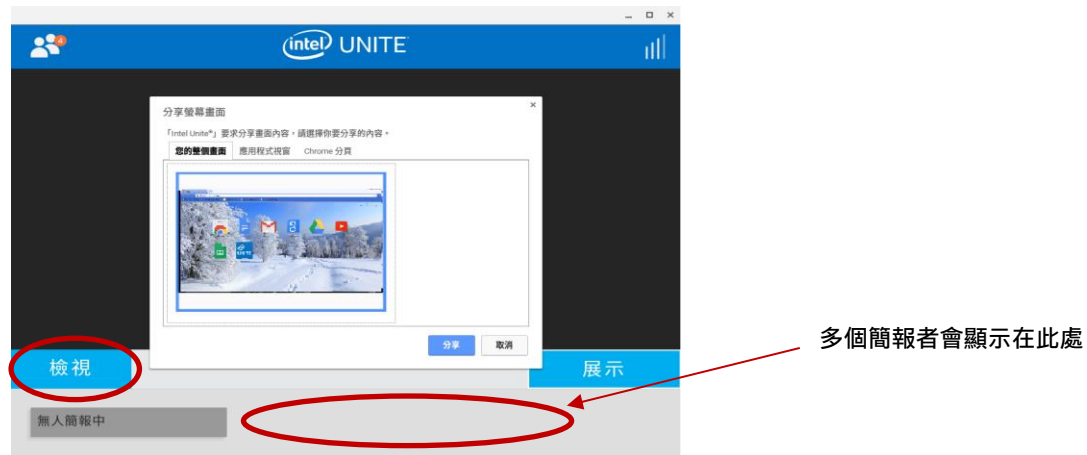 4
intel UNITE
分享螢幕畫面
「Intel Unite®」要求分享畫面內容。請選擇你要分享的內容。
您的整個畫面 應用程式視窗 Chrome 分頁
UNITE
分享 取消
多個簡報者會顯示在此處
檢視 展示
無人簡報中